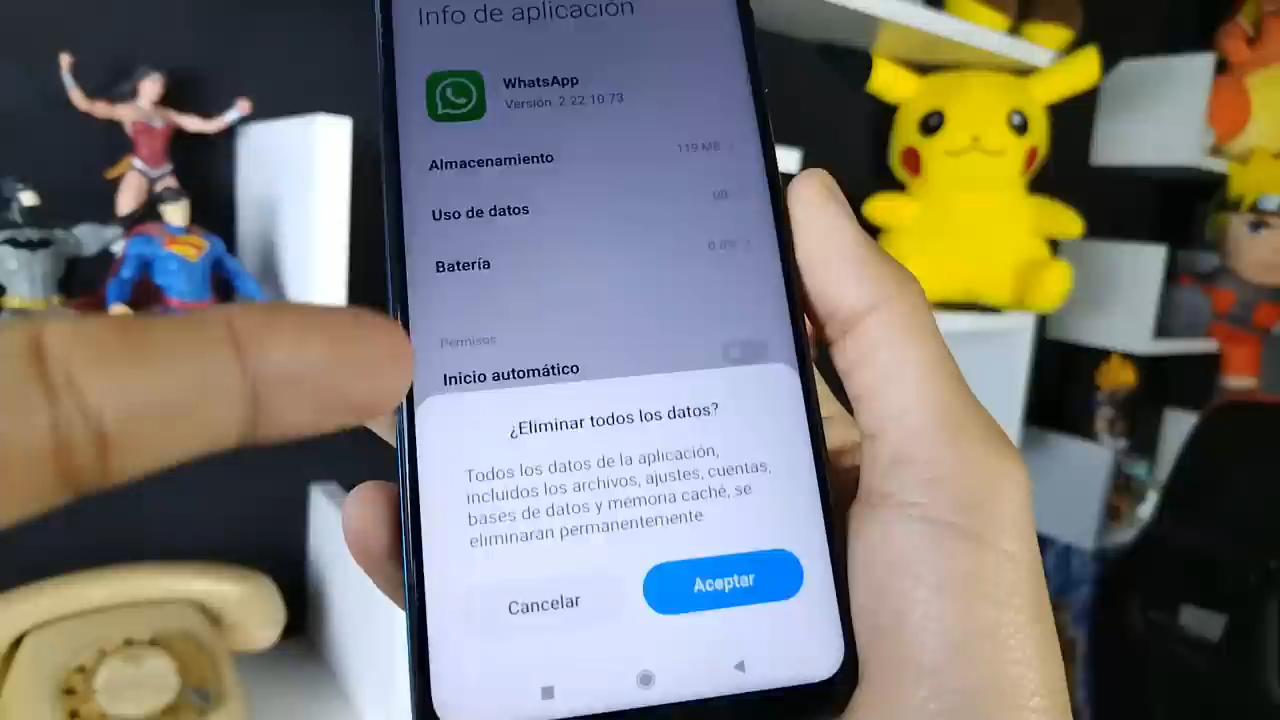 Info de aplicación
WhatsApp
Versión: 2.22.10.73
Almacenamiento
119 MB
Uso de datos
Batería
Permisos
Inicio automático
¿Eliminar todos los datos?
Todos los datos de la aplicación,
incluidos los archivos, ajustes, cuentas,
bases de datos y memoria caché, se
eliminarán permanentemente
Cancelar
Aceptar